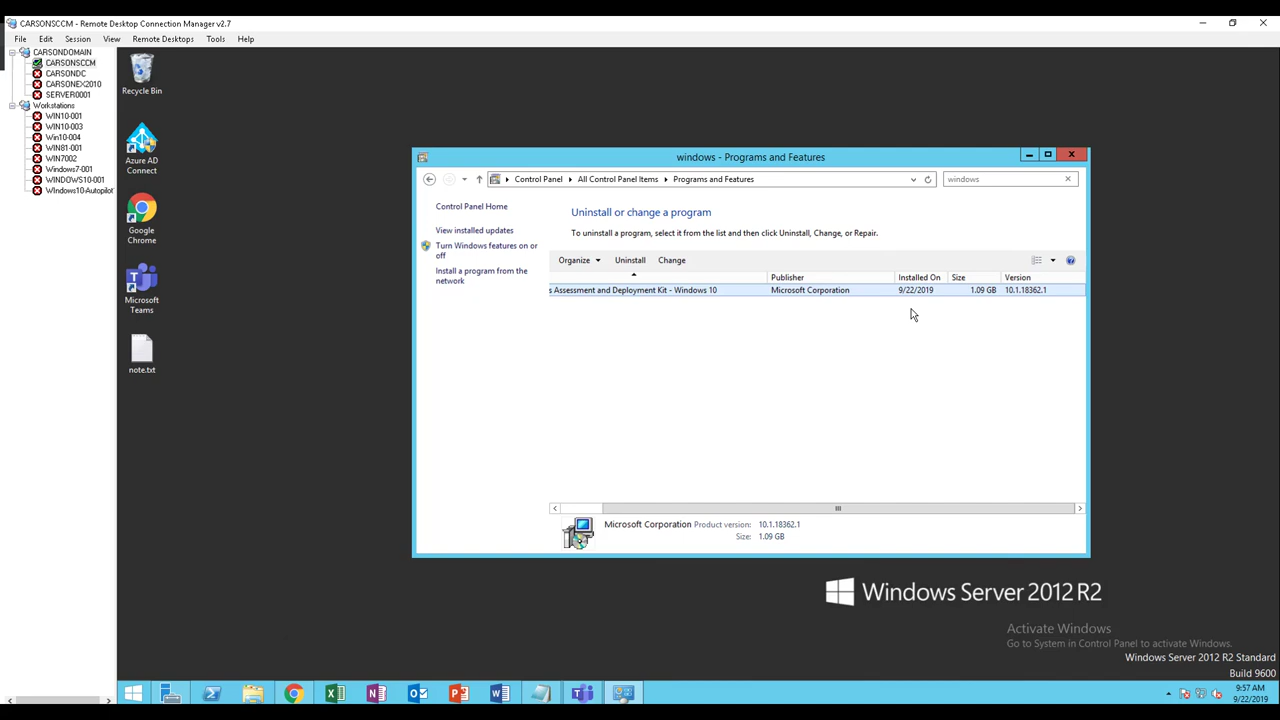 CARSONSCCM - Remote Desktop Connection Manager v2.7
File Edit Session View Remote Desktops Tools Help
CARSONDOMAIN
CARSONSCCM
CARSONDC
CARSONEX2010
SERVER0001
Workstations
WIN10-001
WIN10-003
Win10-004
WIN81-001
WIN7002
Windows7-001
WINDOWS10-001
WIndows10-Autopilot
Recycle Bin
Azure AD
Connect
Google
Chrome
Microsoft
Teams
note.txt
windows - Programs and Features
Control Panel All Control Panel Items Programs and Features
windows
Control Panel Home
View installed updates
Turn Windows features on or
off
Install a program from the
network
Uninstall or change a program
To uninstall a program, select it from the list and then click Uninstall, Change, or Repair.
Organize Uninstall Change
Publisher Installed On Size Version
s Assessment and Deployment Kit - Windows 10 Microsoft Corporation 9/22/2019 1.09 GB 10.1.18362.1
Microsoft Corporation Product version: 10.1.18362.1
Size: 1.09 GB
Windows Server 2012 R2
Activate Windows
Go to System in Control Panel to activate Windows.
Windows Server 2012 R2 Standard
Build 9600
9:57 AM
9/22/2019